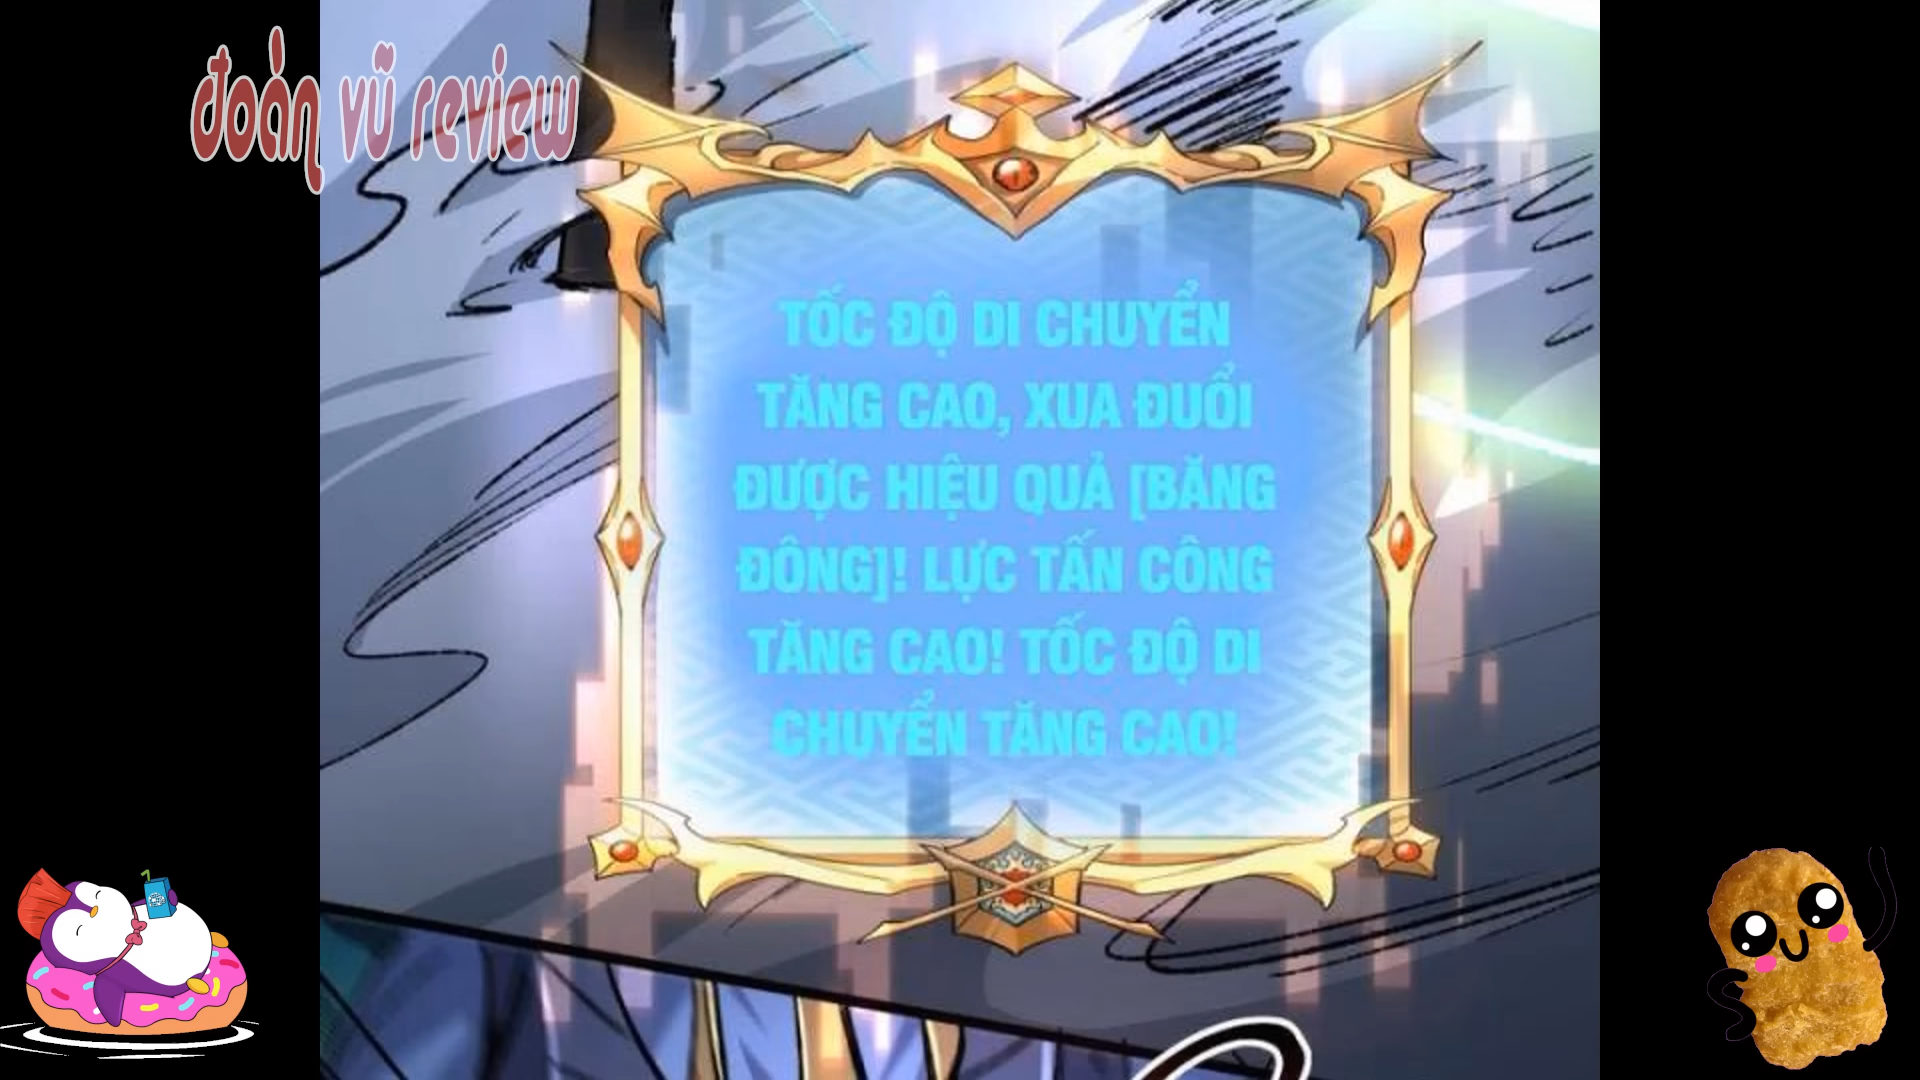 đoản vũ review
TỐC ĐỘ DI CHUYỂN
TĂNG CAO, XUA ĐUỔI
ĐƯỢC HIỆU QUẢ [BĂNG
ĐÔNG]! LỰC TẤN CÔNG
TĂNG CAO! TỐC ĐỘ DI
CHUYỂN TĂNG CAO!